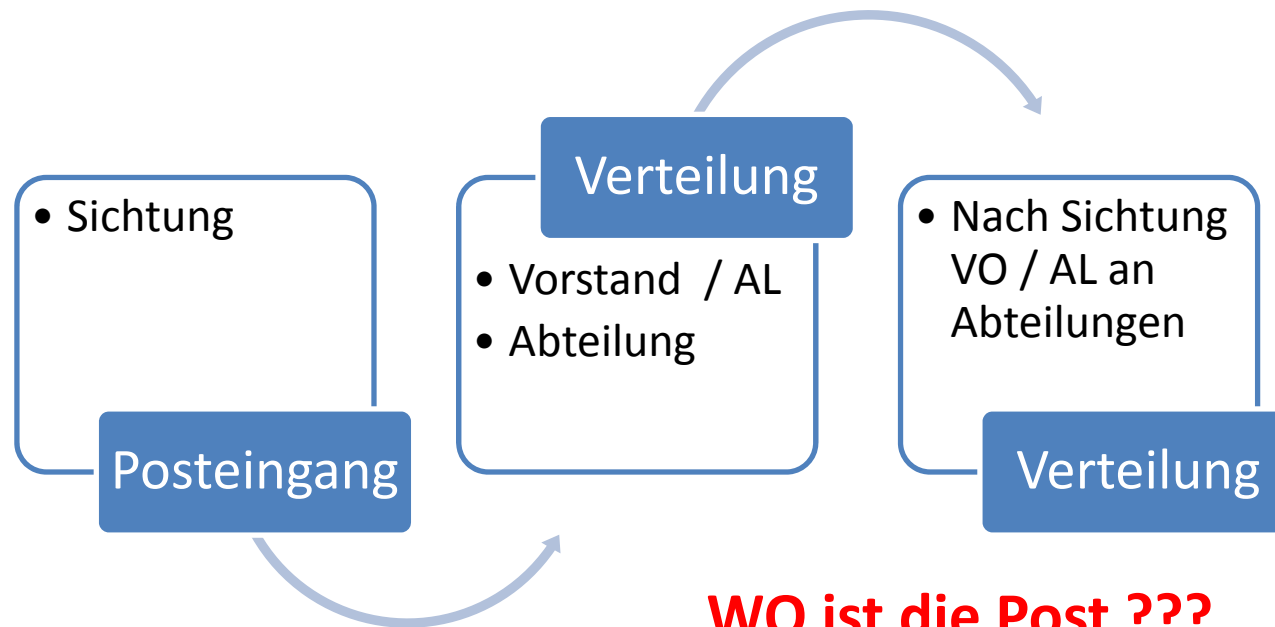 • Sichtung
Posteingang
Verteilung
• Vorstand / AL
• Abteilung
• Nach Sichtung
VO / AL an
Abteilungen
Verteilung
WO ist die Post ???